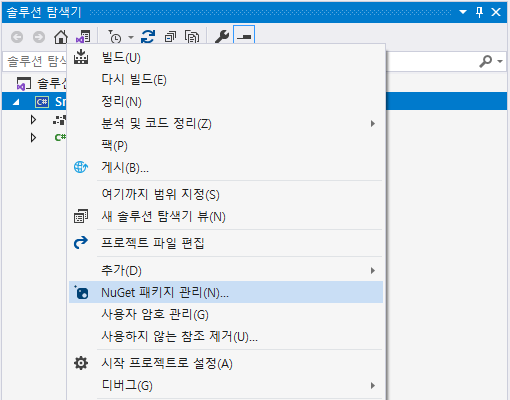 솔루션 탐색기
솔루션 탐색
솔루션
C#
빌드(U)
다시 빌드(E)
정리(N)
분석 및 코드 정리(Z)
팩(P)
게시(B)...
여기까지 범위 지정(S)
새 솔루션 탐색기 뷰(N)
프로젝트 파일 편집
추가(D)
NuGet 패키지 관리(N)...
사용자 암호 관리(G)
사용하지 않는 참조 제거(U)...
시작 프로젝트로 설정(A)
디버그(G)